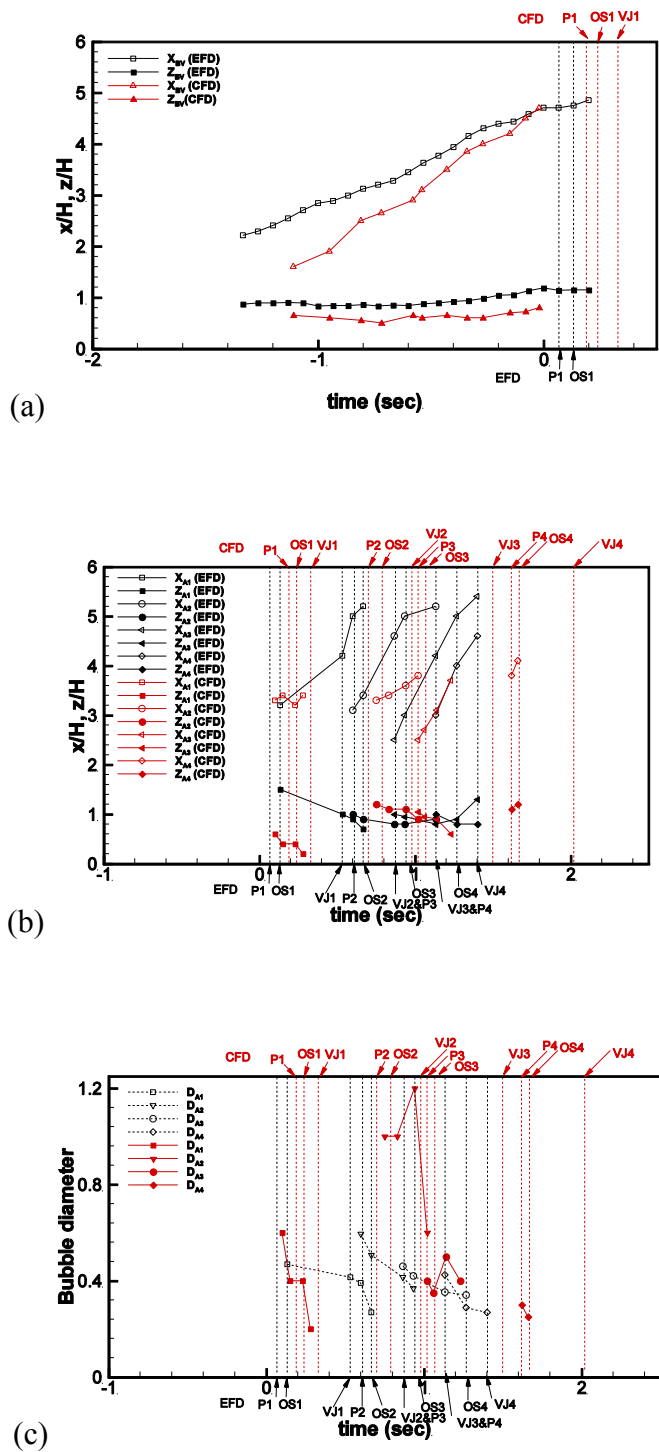 CFD P1 OS1 VJ1
6
X_BV (EFD)
Z_BV (EFD)
X_BV (CFD)
Z_BV(CFD)
5
4
x/H, z/H
3
2
1
0
-2 -1 0
EFD P1 OS1
time (sec)
(a)
CFD P1 OS1 VJ1 P2 OS2 VJ2 P3 OS3 VJ3 P4 OS4 VJ4
6
X_A1 (EFD)
Z_A1 (EFD)
X_A2 (EFD)
Z_A2 (EFD)
X_A3 (EFD)
Z_A3 (EFD)
X_A4 (EFD)
Z_A4 (EFD)
X_A1 (CFD)
Z_A1 (CFD)
X_A2 (CFD)
Z_A2 (CFD)
X_A3 (CFD)
Z_A3 (CFD)
X_A4 (CFD)
Z_A4 (CFD)
5
4
x/H, z/H
3
2
1
0
-1 0 1 2
EFD P1 OS1 VJ1 P2 OS2 VJ2&P3 OS3 VJ3&P4 OS4 VJ4
time (sec)
(b)
CFD P1 OS1 VJ1 P2 OS2 VJ2 P3 OS3 VJ3 P4 OS4 VJ4
1.2
D_A1
D_A2
D_A3
D_A4
D_A1
D_A2
D_A3
D_A4
0.8
Bubble diameter
0.4
0
-1 0 1 2
EFD P1 OS1 VJ1 P2 OS2 VJ2&P3 OS3 VJ3&P4 OS4 VJ4
time (sec)
(c)